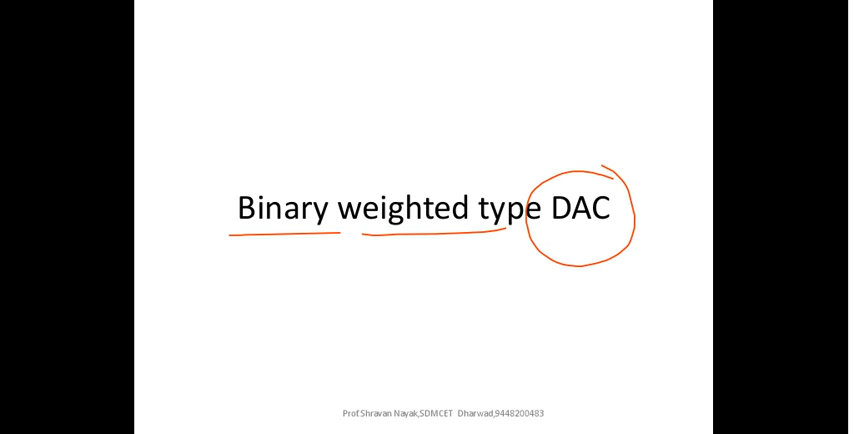 Binary weighted type DAC
Prof.Shravan Nayak,SDMCET Dharwad,9448200483